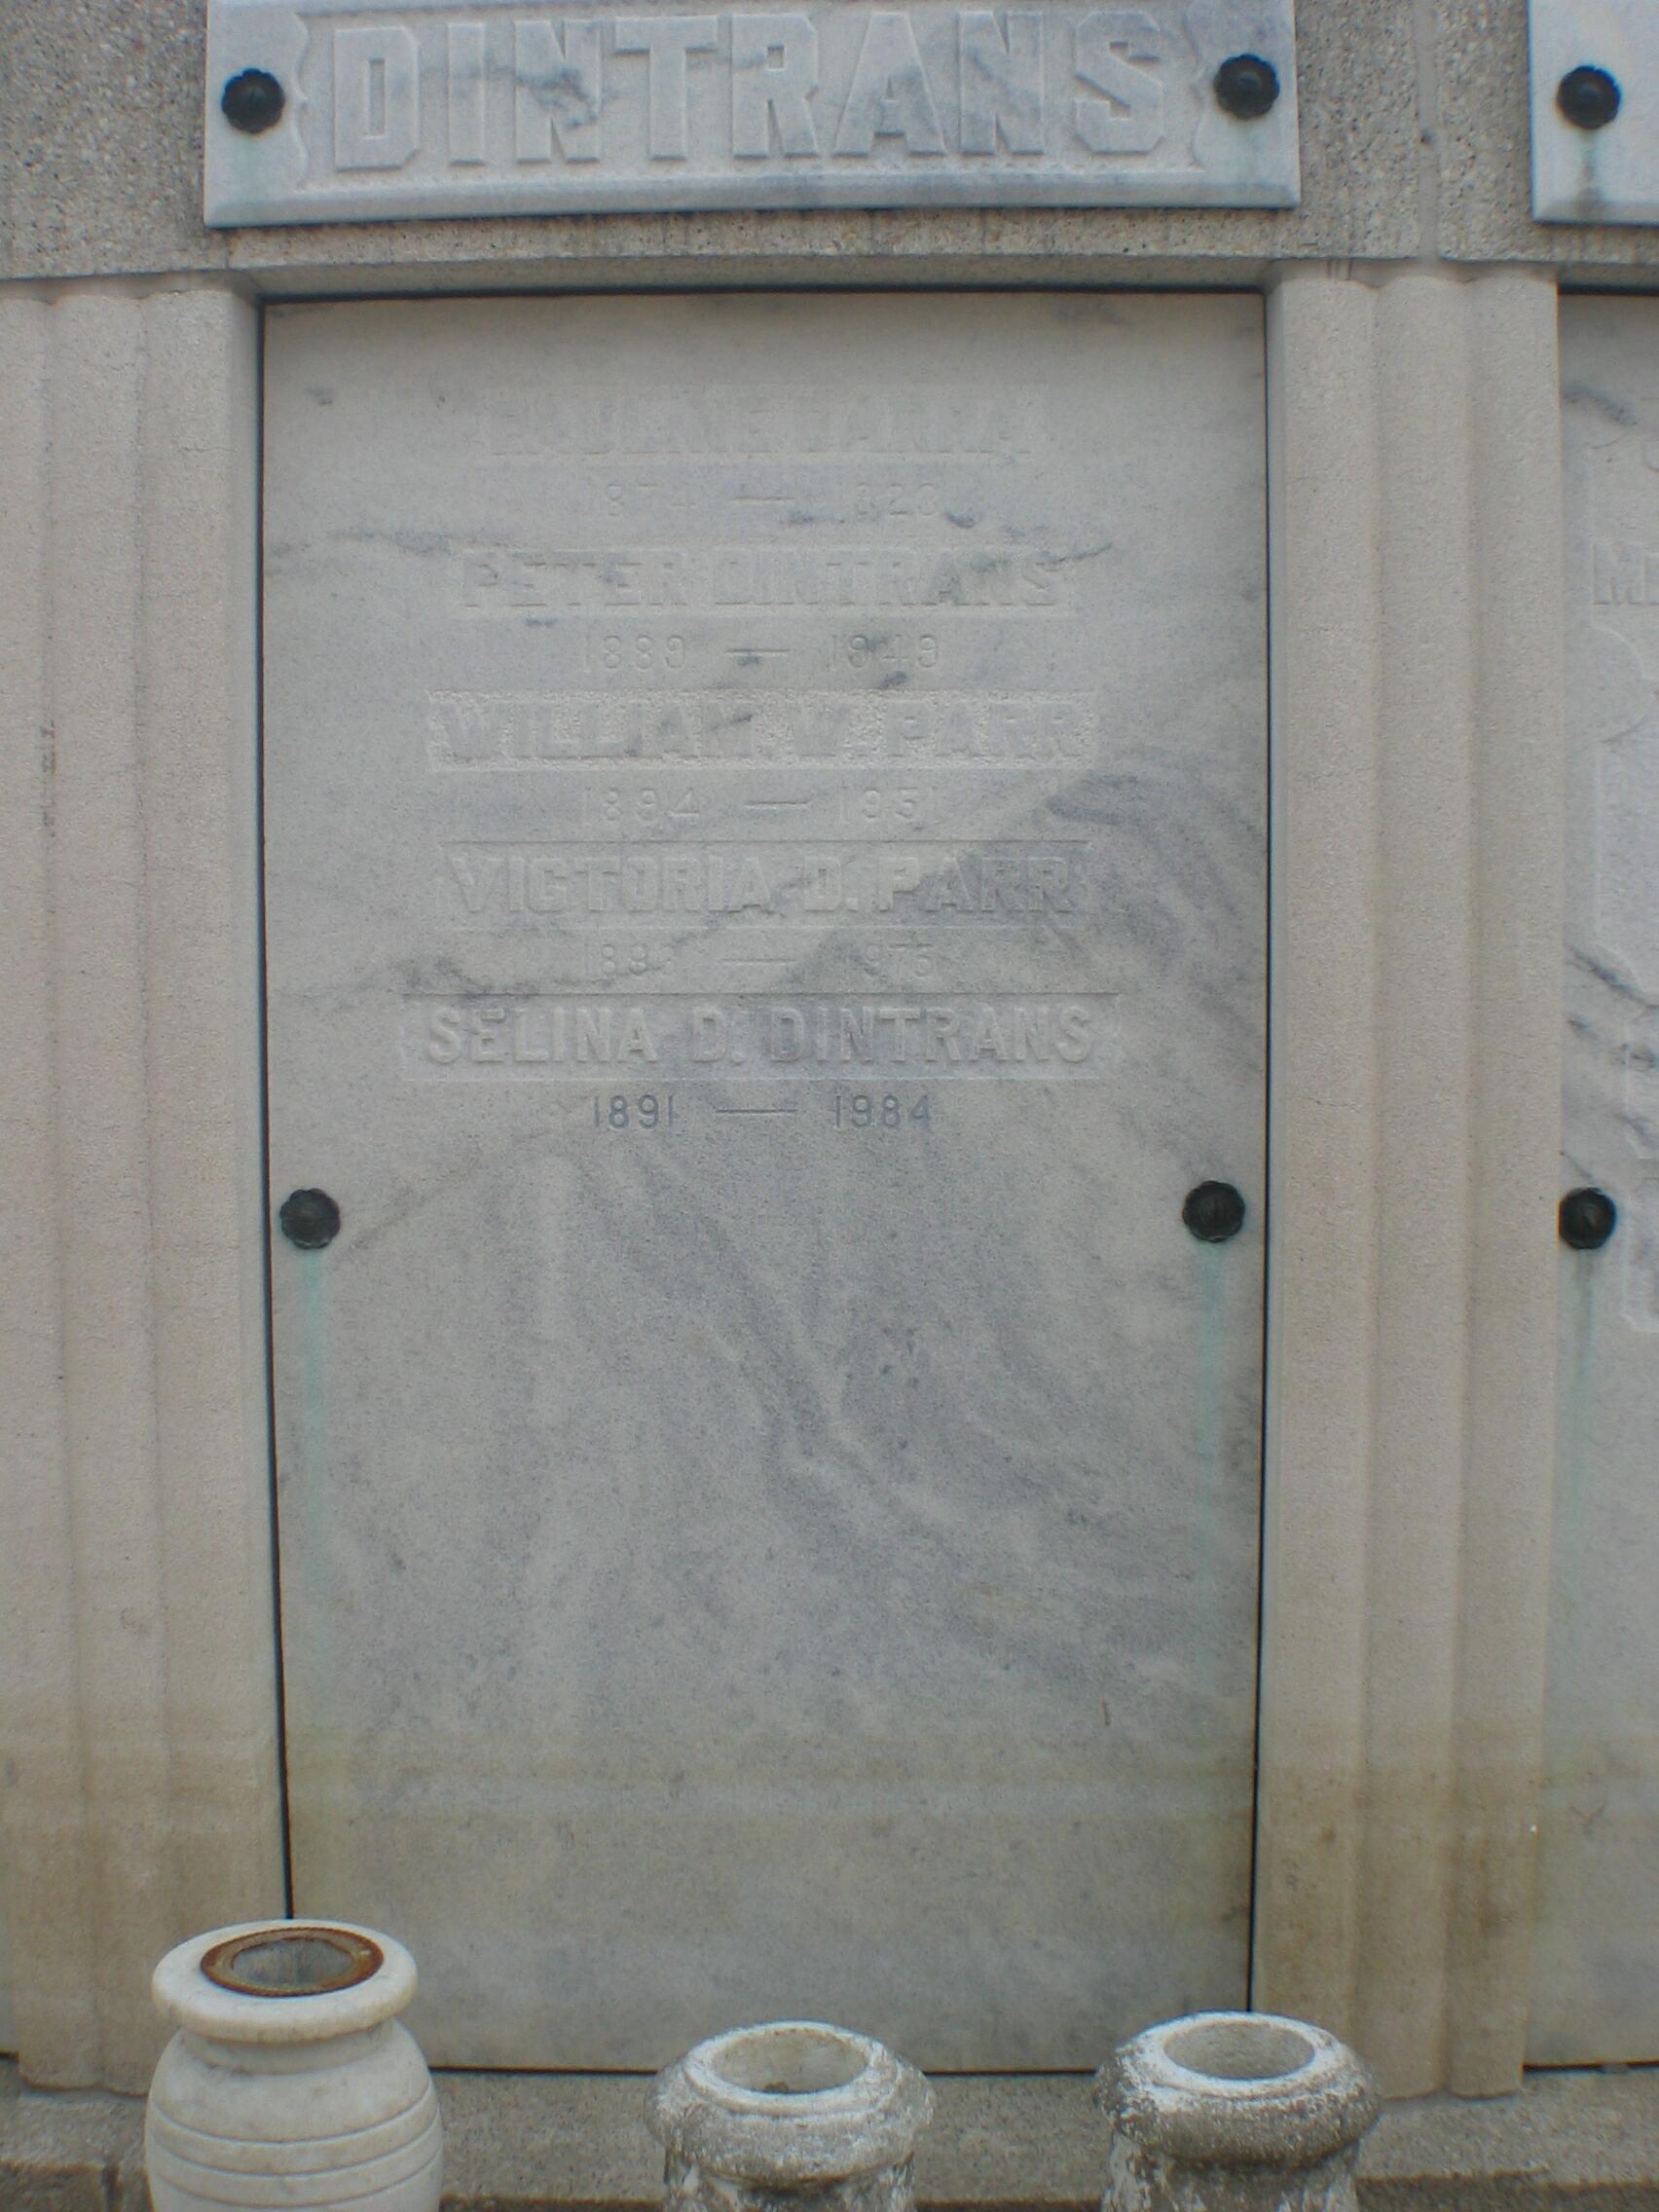 DINTRANS
PETER DINTRANS
1889 — 1949
WILLIAM. W. PARR
1894 — 1951
VICTORIA D. PARR
SELINA D. DINTRANS
1891 — 1984